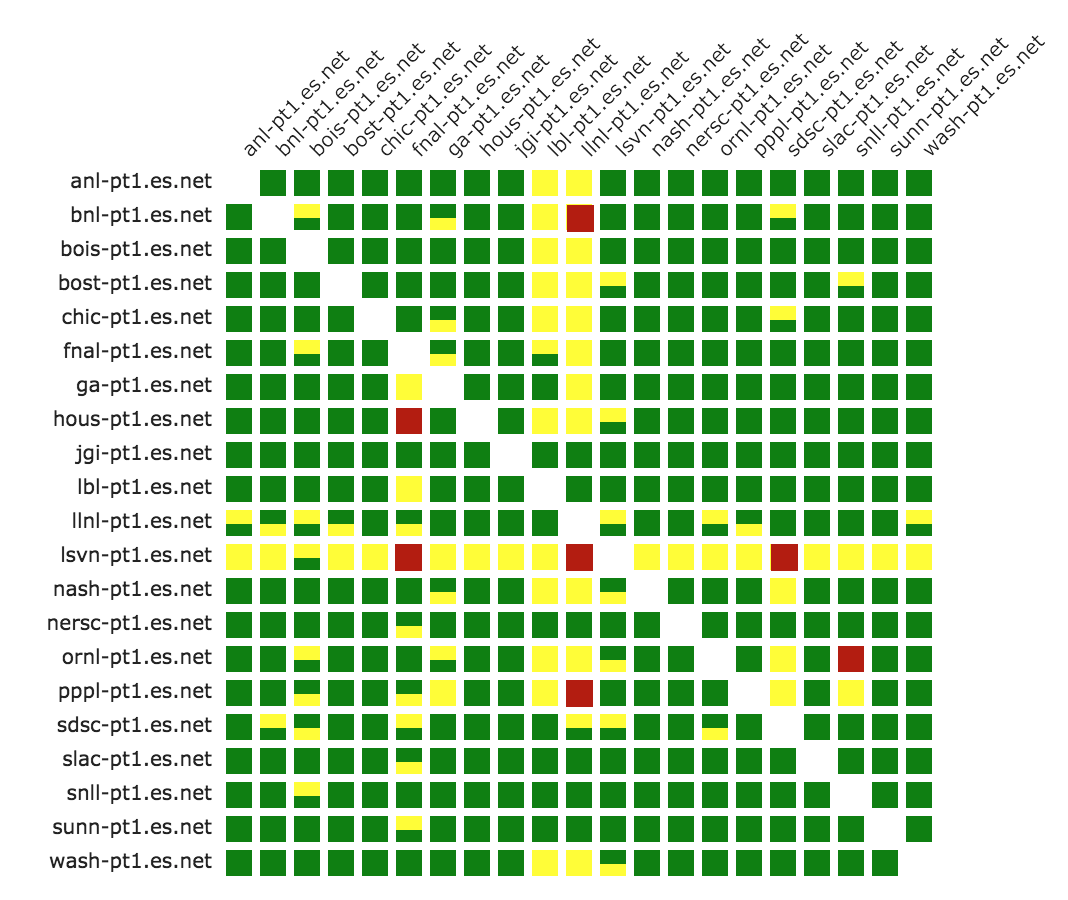 anl-pt1.es.net
bnl-pt1.es.net
bois-pt1.es.net
bost-pt1.es.net
chic-pt1.es.net
fnal-pt1.es.net
ga-pt1.es.net
hous-pt1.es.net
jgi-pt1.es.net
lbl-pt1.es.net
llnl-pt1.es.net
lsvn-pt1.es.net
nash-pt1.es.net
nersc-pt1.es.net
ornl-pt1.es.net
pppl-pt1.es.net
sdsc-pt1.es.net
slac-pt1.es.net
snll-pt1.es.net
sunn-pt1.es.net
wash-pt1.es.net
anl-pt1.es.net
bnl-pt1.es.net
bois-pt1.es.net
bost-pt1.es.net
chic-pt1.es.net
fnal-pt1.es.net
ga-pt1.es.net
hous-pt1.es.net
jgi-pt1.es.net
lbl-pt1.es.net
llnl-pt1.es.net
lsvn-pt1.es.net
nash-pt1.es.net
nersc-pt1.es.net
ornl-pt1.es.net
pppl-pt1.es.net
sdsc-pt1.es.net
slac-pt1.es.net
snll-pt1.es.net
sunn-pt1.es.net
wash-pt1.es.net